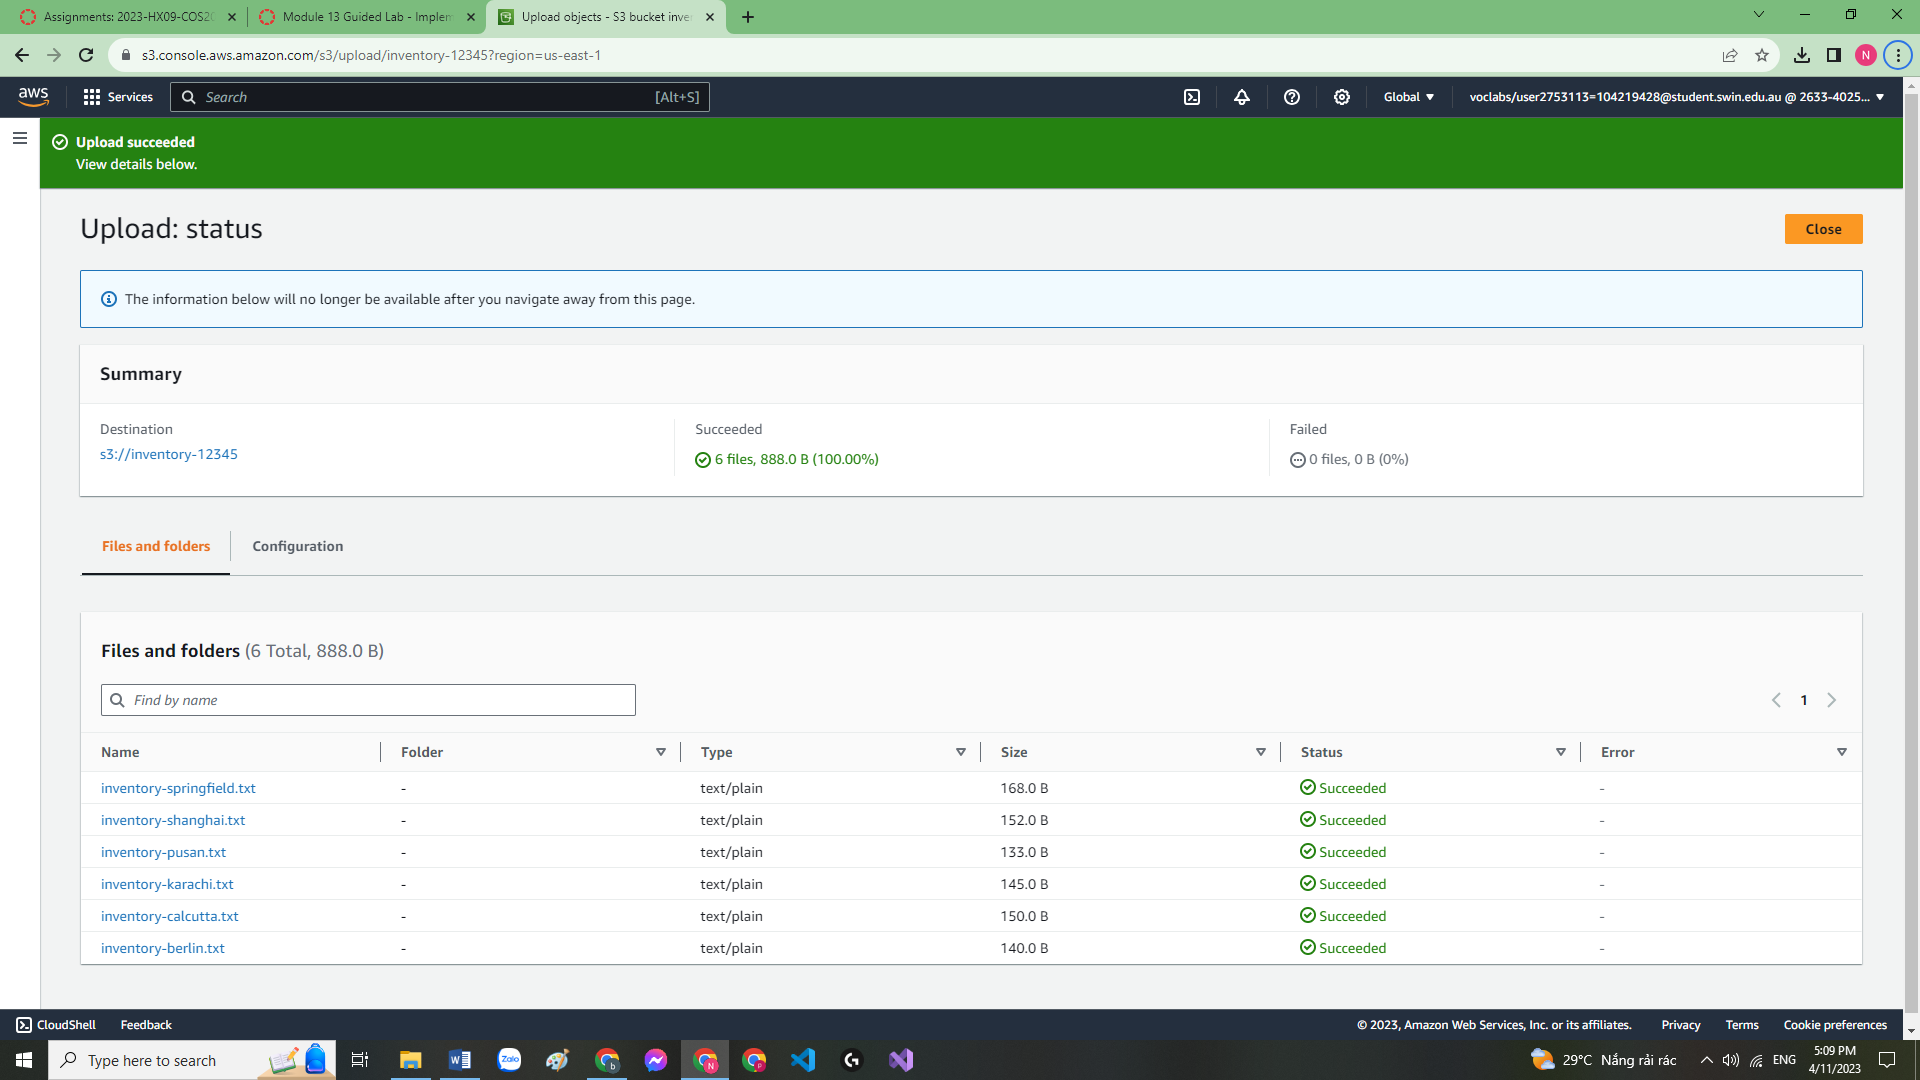 Assignments: 2023-HX09-COS20
Module 13 Guided Lab - Implem
Upload objects - S3 bucket inve
s3.console.aws.amazon.com/s3/upload/inventory-12345?region=us-east-1
N
aws
Services
Search
[Alt+S]
Global
voclabs/user2753113=104219428@student.swin.edu.au @ 2633-4025...
Upload succeeded
View details below.
Upload: status
Close
The information below will no longer be available after you navigate away from this page.
Summary
Destination
s3://inventory-12345
Succeeded
6 files, 888.0 B (100.00%)
Failed
0 files, 0 B (0%)
Files and folders
Configuration
Files and folders (6 Total, 888.0 B)
Find by name
1
Name Folder Type Size Status Error
inventory-springfield.txt - text/plain 168.0 B Succeeded -
inventory-shanghai.txt - text/plain 152.0 B Succeeded -
inventory-pusan.txt - text/plain 133.0 B Succeeded -
inventory-karachi.txt - text/plain 145.0 B Succeeded -
inventory-calcutta.txt - text/plain 150.0 B Succeeded -
inventory-berlin.txt - text/plain 140.0 B Succeeded -
CloudShell
Feedback
© 2023, Amazon Web Services, Inc. or its affiliates.
Privacy
Terms
Cookie preferences
Type here to search
Zalo
29°C Nắng rải rác
ENG
5:09 PM
4/11/2023